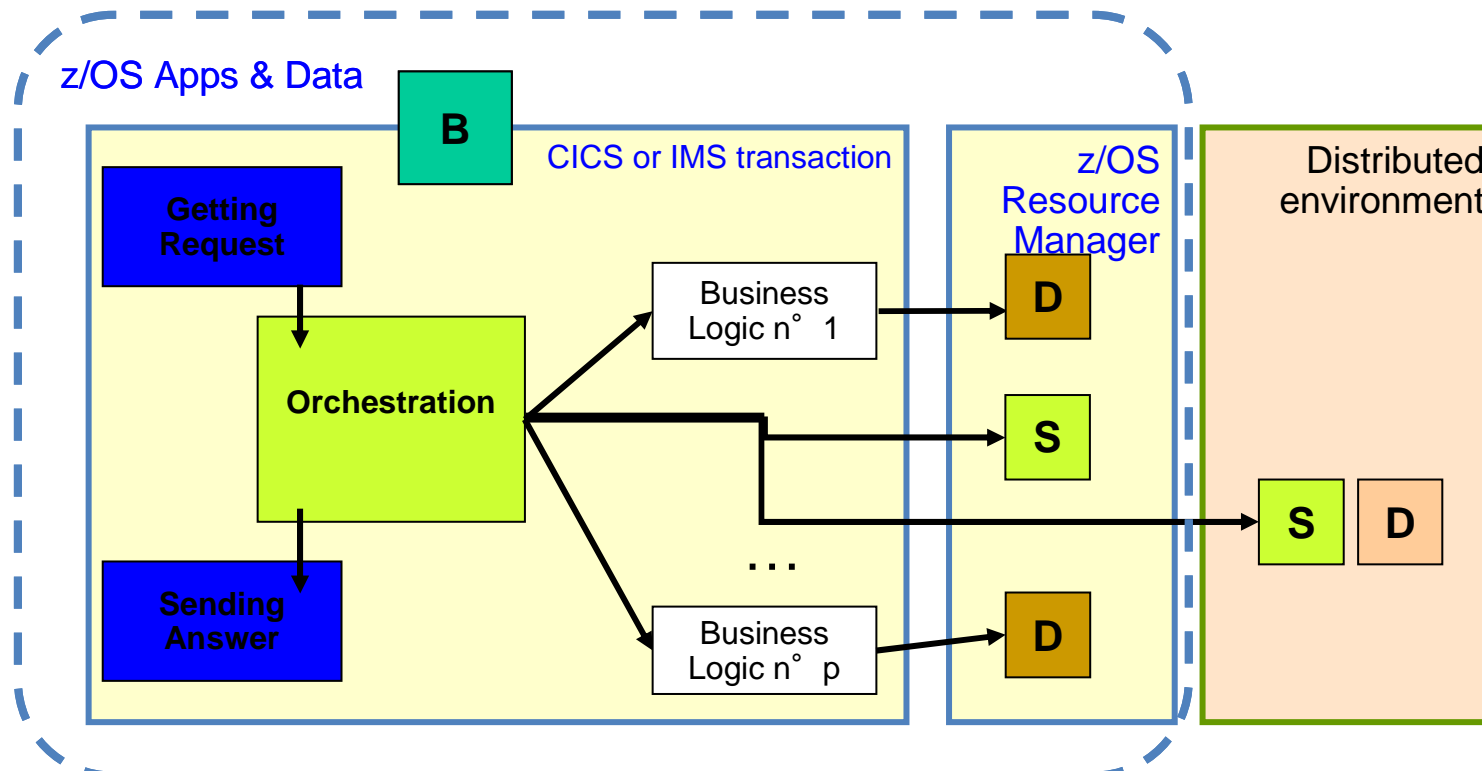 z/OS Apps & Data
B
CICS or IMS transaction
z/OS
Resource
Manager
Distributed
environment
Getting
Request
Business
Logic n° 1
D
Orchestration
S
S
D
...
Sending
Answer
Business
Logic n° p
D